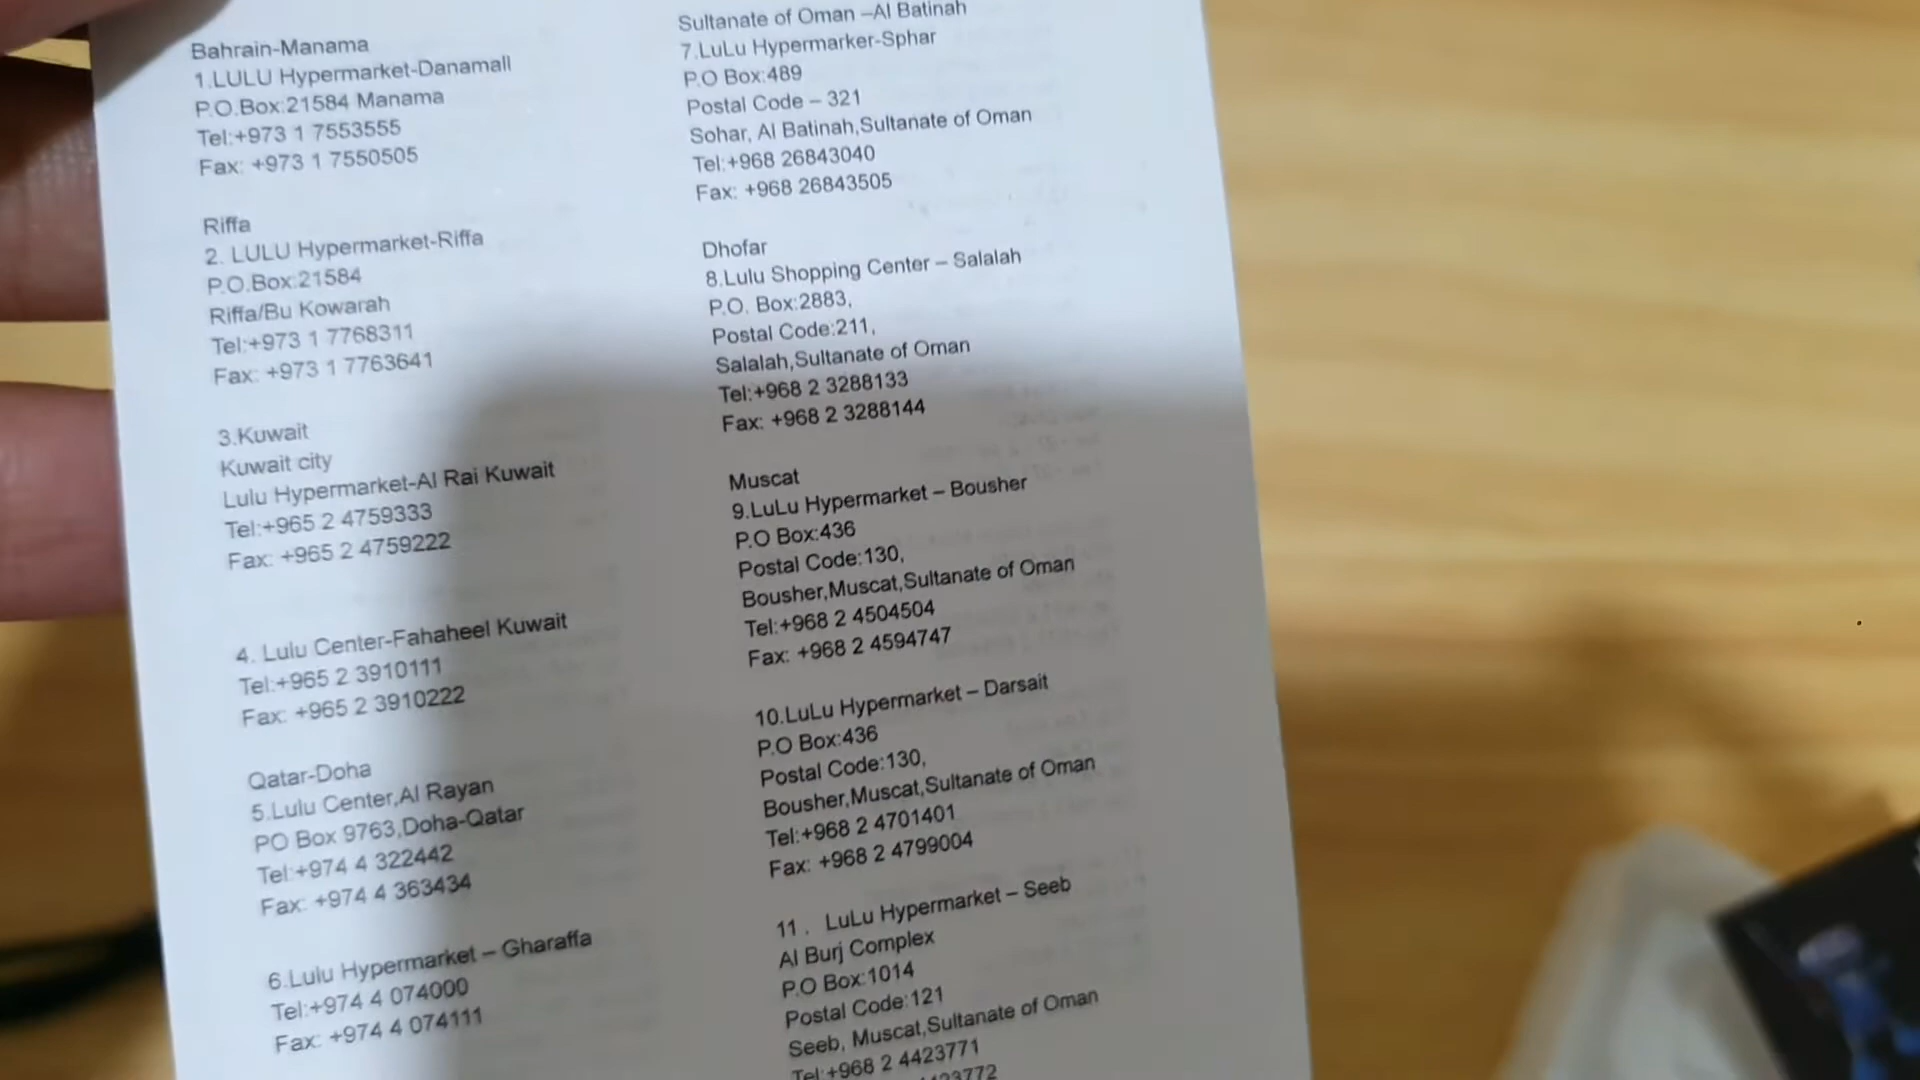 Bahrain-Manama
1.LULU Hypermarket-Danamall
P.O.Box:21584 Manama
Tel:+973 1 7553555
Fax: +973 1 7550505
Riffa
2. LULU Hypermarket-Riffa
P.O.Box:21584
Riffa/Bu Kowarah
Tel:+973 1 7768311
Fax: +973 1 7763641
3.Kuwait
Kuwait city
Lulu Hypermarket-Al Rai Kuwait
Tel:+965 2 4759333
Fax: +965 2 4759222
4. Lulu Center-Fahaheel Kuwait
Tel:+965 2 3910111
Fax: +965 2 3910222
Qatar-Doha
5.Lulu Center,Al Rayan
PO Box 9763,Doha-Qatar
Tel:+974 4 322442
Fax: +974 4 363434
6.Lulu Hypermarket – Gharaffa
Tel:+974 4 074000
Fax: +974 4 074111
Sultanate of Oman –Al Batinah
7.LuLu Hypermarker-Sphar
P.O Box:489
Postal Code – 321
Sohar, Al Batinah,Sultanate of Oman
Tel:+968 26843040
Fax: +968 26843505
Dhofar
8.Lulu Shopping Center – Salalah
P.O. Box:2883,
Postal Code:211,
Salalah,Sultanate of Oman
Tel:+968 2 3288133
Fax: +968 2 3288144
Muscat
9.LuLu Hypermarket – Bousher
P.O Box:436
Postal Code:130,
Bousher,Muscat,Sultanate of Oman
Tel:+968 2 4504504
Fax: +968 2 4594747
10.LuLu Hypermarket – Darsait
P.O Box:436
Postal Code:130,
Bousher,Muscat,Sultanate of Oman
Tel:+968 2 4701401
Fax: +968 2 4799004
11 . LuLu Hypermarket – Seeb
Al Burj Complex
P.O Box:1014
Postal Code:121
Seeb, Muscat,Sultanate of Oman
Tel:+968 2 4423771